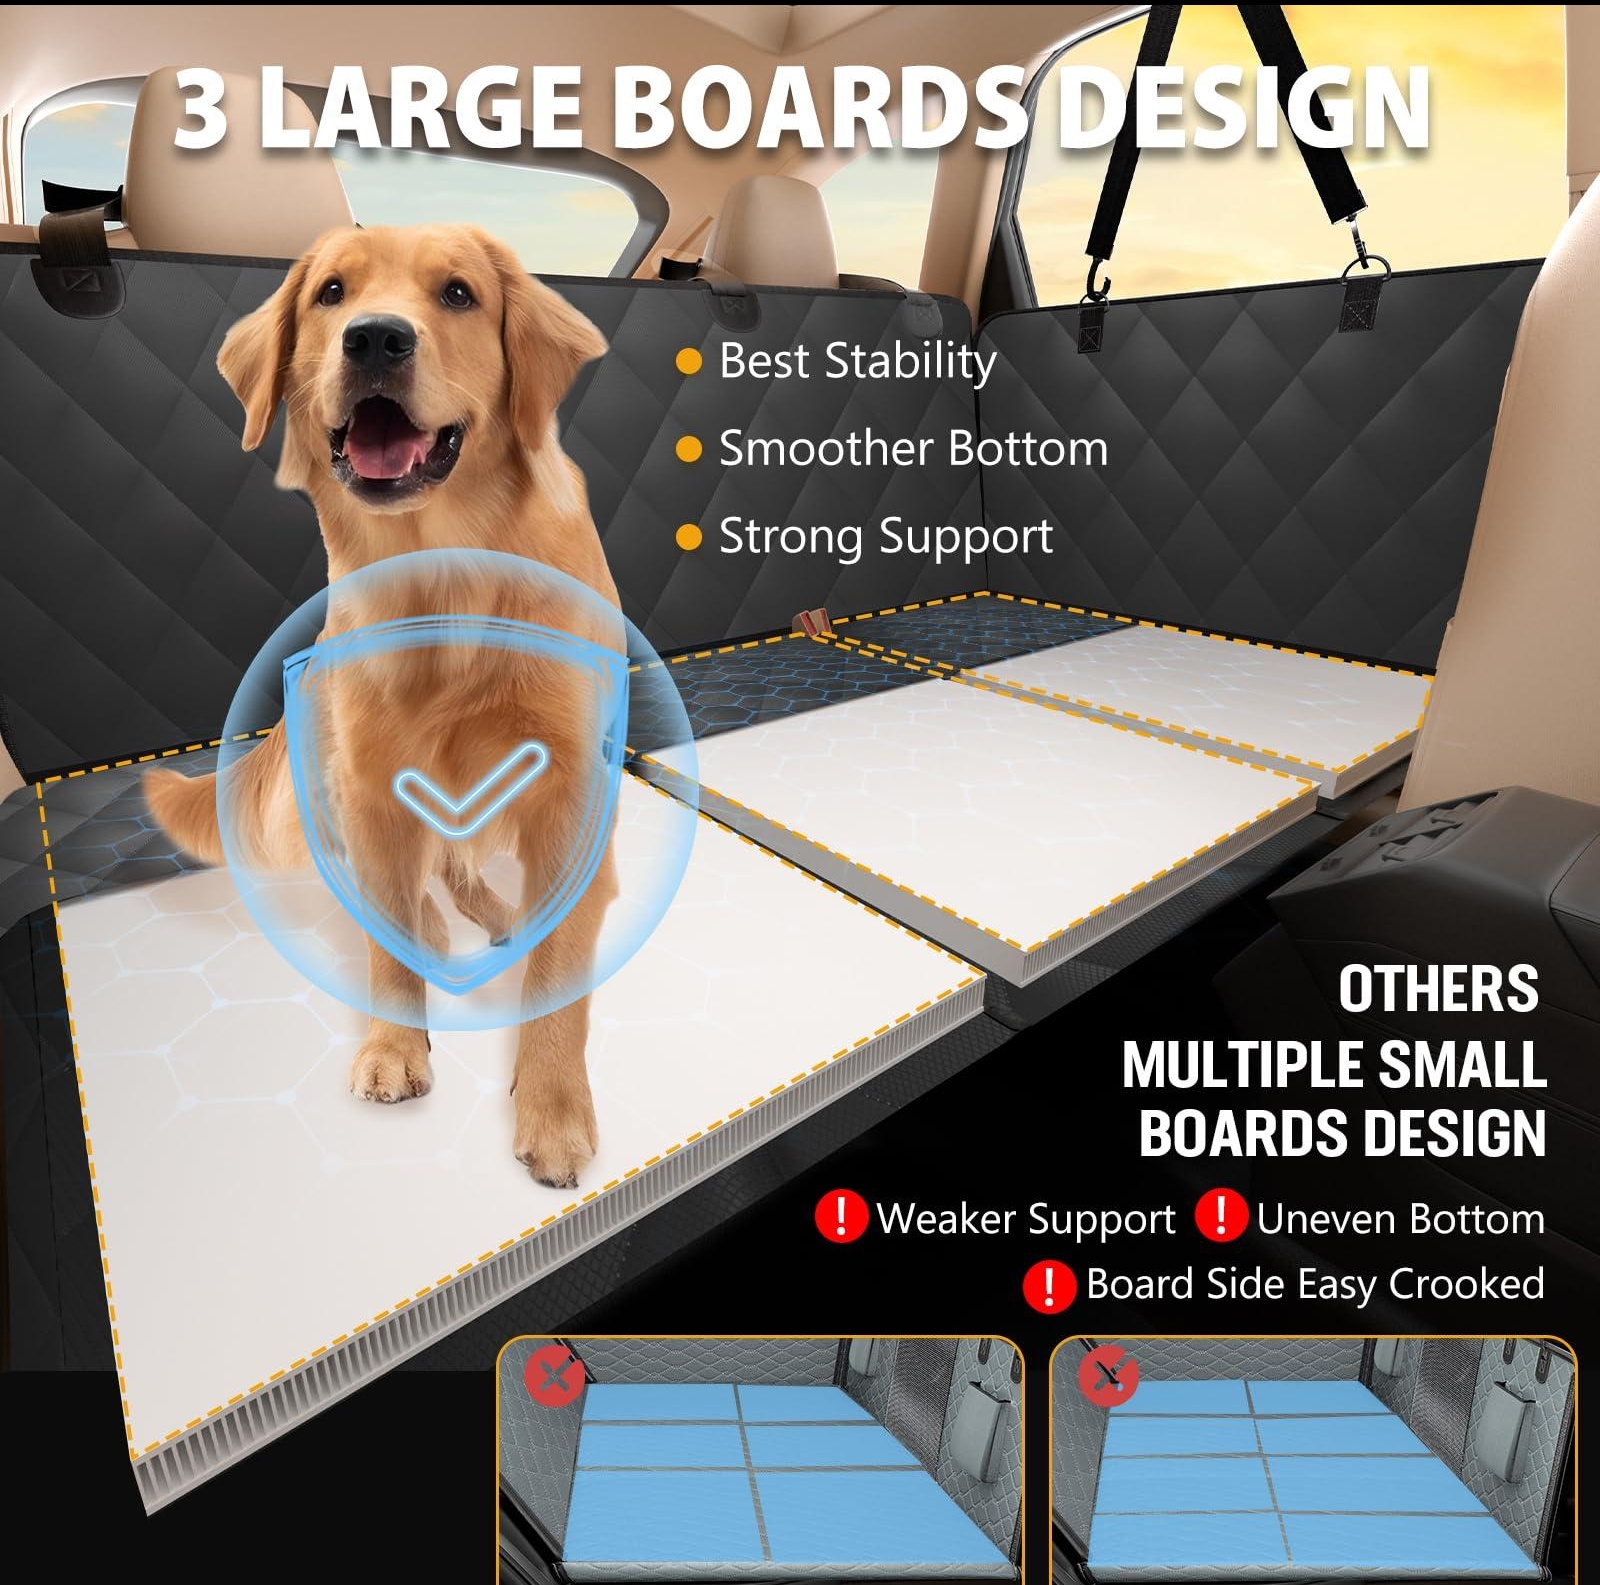 3 LARGE BOARDS DESIGN
Best Stability
Smoother Bottom
Strong Support
OTHERS
MULTIPLE SMALL
BOARDS DESIGN
! Weaker Support ! Uneven Bottom
! Board Side Easy Crooked